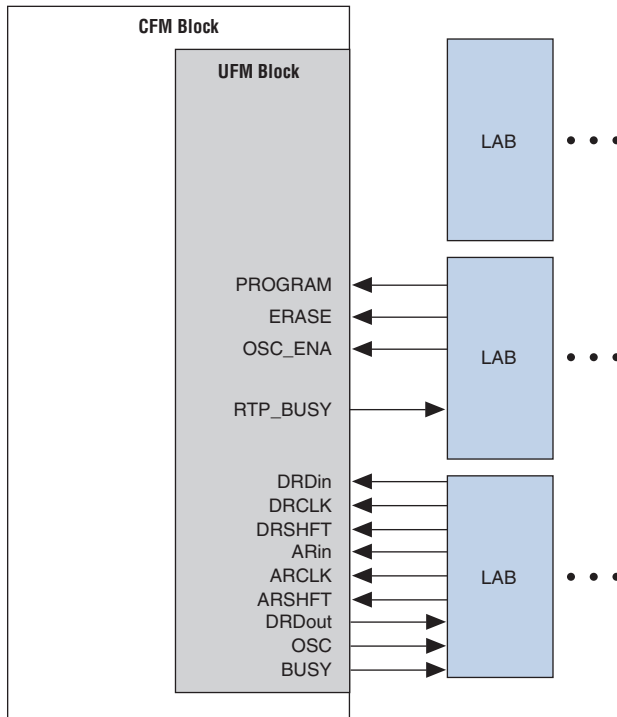 CFM Block
UFM Block
LAB
PROGRAM
ERASE
OSC_ENA
LAB
RTP_BUSY
DRDin
DRCLK
DRSHFT
ARin
ARCLK
LAB
ARSHFT
DRDout
OSC
BUSY